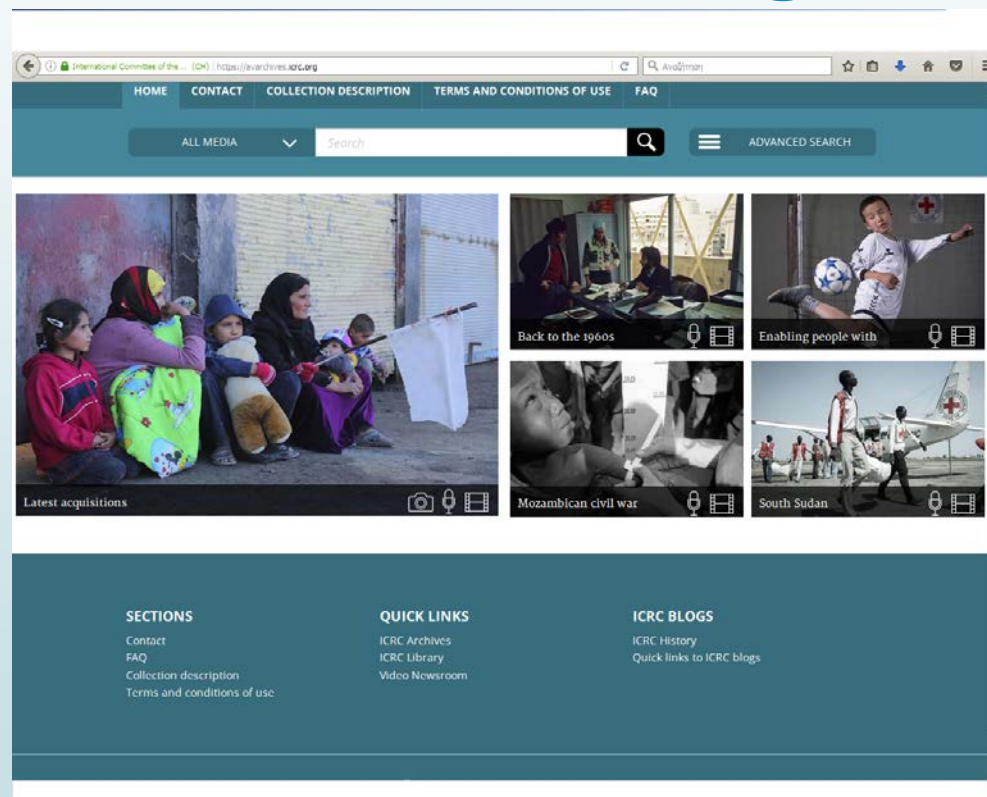 International Committee of the ... (CH) https://avarchives.icrc.org Αναζήτηση
HOME CONTACT COLLECTION DESCRIPTION TERMS AND CONDITIONS OF USE FAQ
ALL MEDIA Search ADVANCED SEARCH
Back to the 1960s
Enabling people with
Latest acquisitions
Mozambican civil war
South Sudan
SECTIONS
Contact
FAQ
Collection description
Terms and conditions of use
QUICK LINKS
ICRC Archives
ICRC Library
Video Newsroom
ICRC BLOGS
ICRC History
Quick links to ICRC blogs